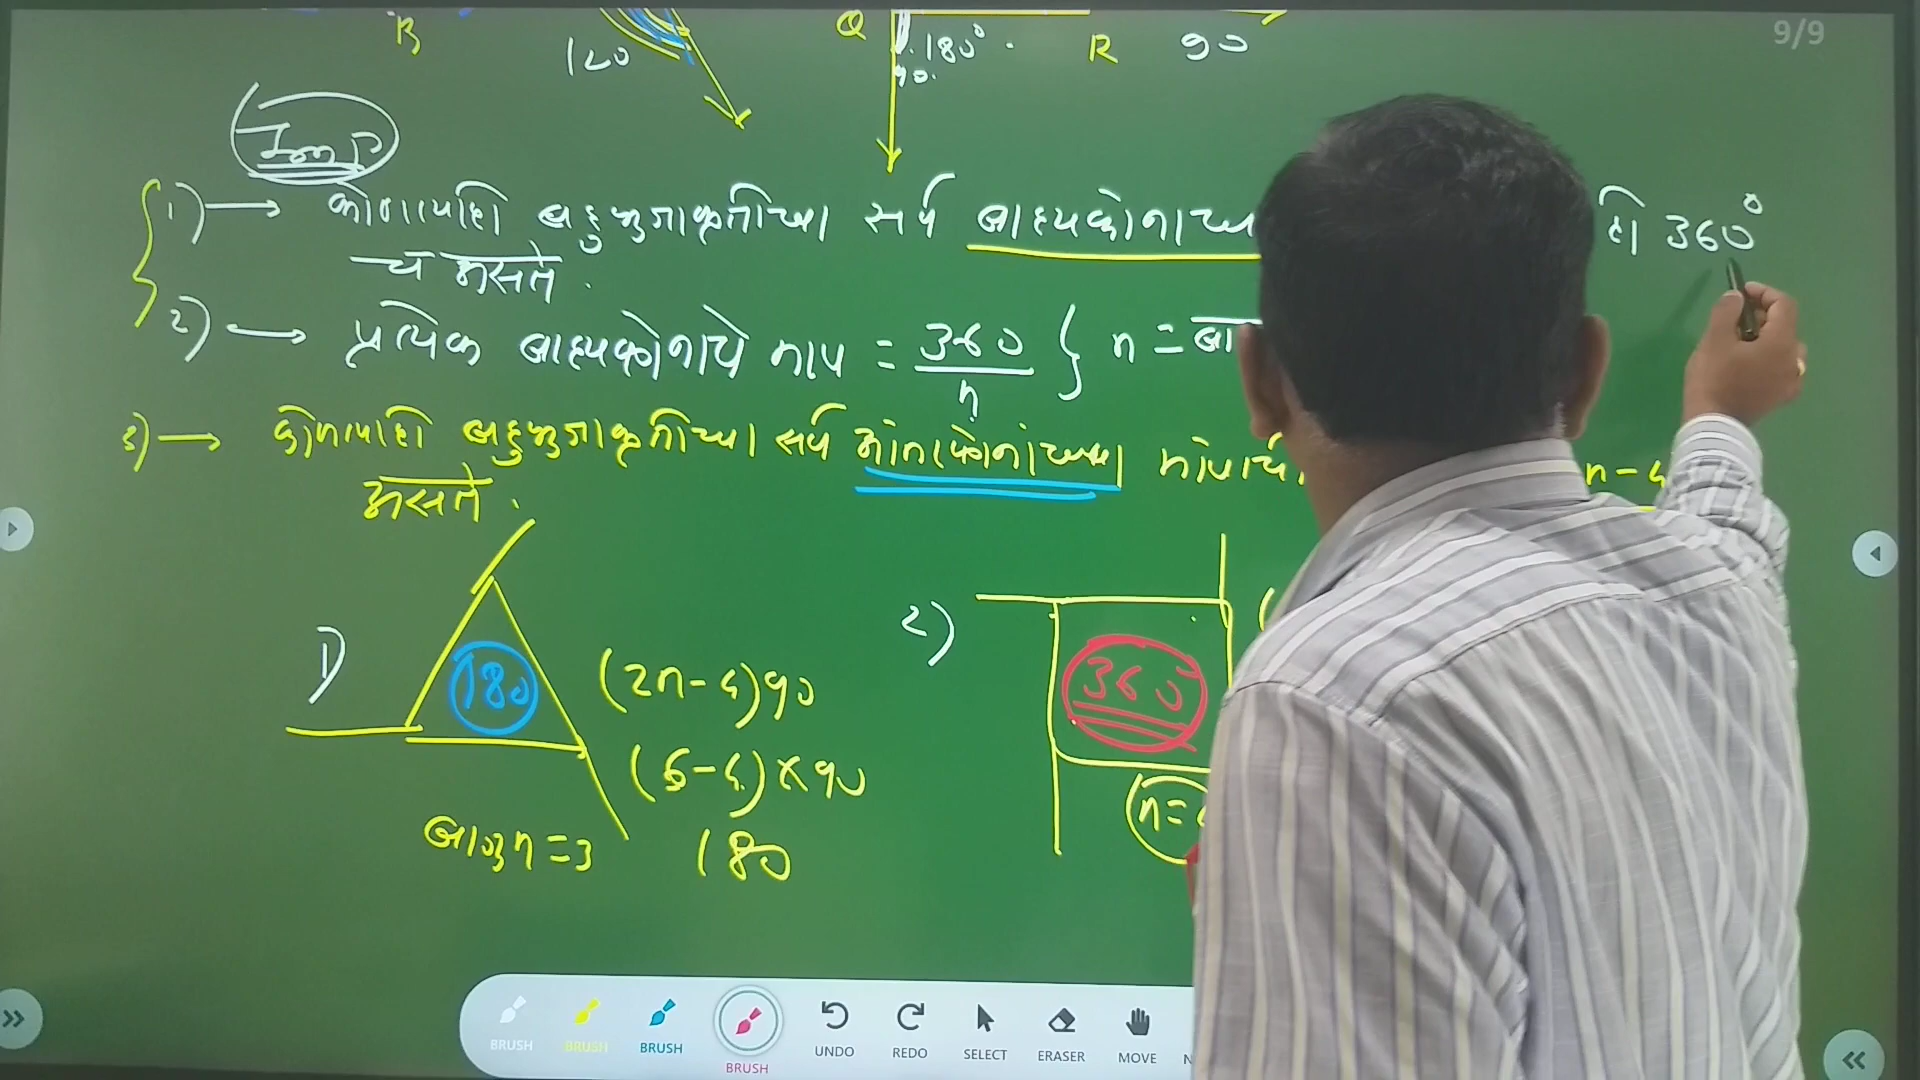 9/9
B 120 Q 180° R 90
90.
Imp
1) → कोणत्याही बहुभुजाकृतीच्या सर्व बाह्यकोनाच्या ही 360°
च असते.
2) → प्रत्येक बाह्यकोनाचे माप = 360/n } n = बा
3) → कोणत्याही बहुभुजाकृतीच्या सर्व आंतरकोनांच्या मापाची n-4
असते.
1) 180 (2n-4)90
(6-4)×90
180
बाजू n=3
2) 360
(n=
BRUSH BRUSH BRUSH BRUSH UNDO REDO SELECT ERASER MOVE N